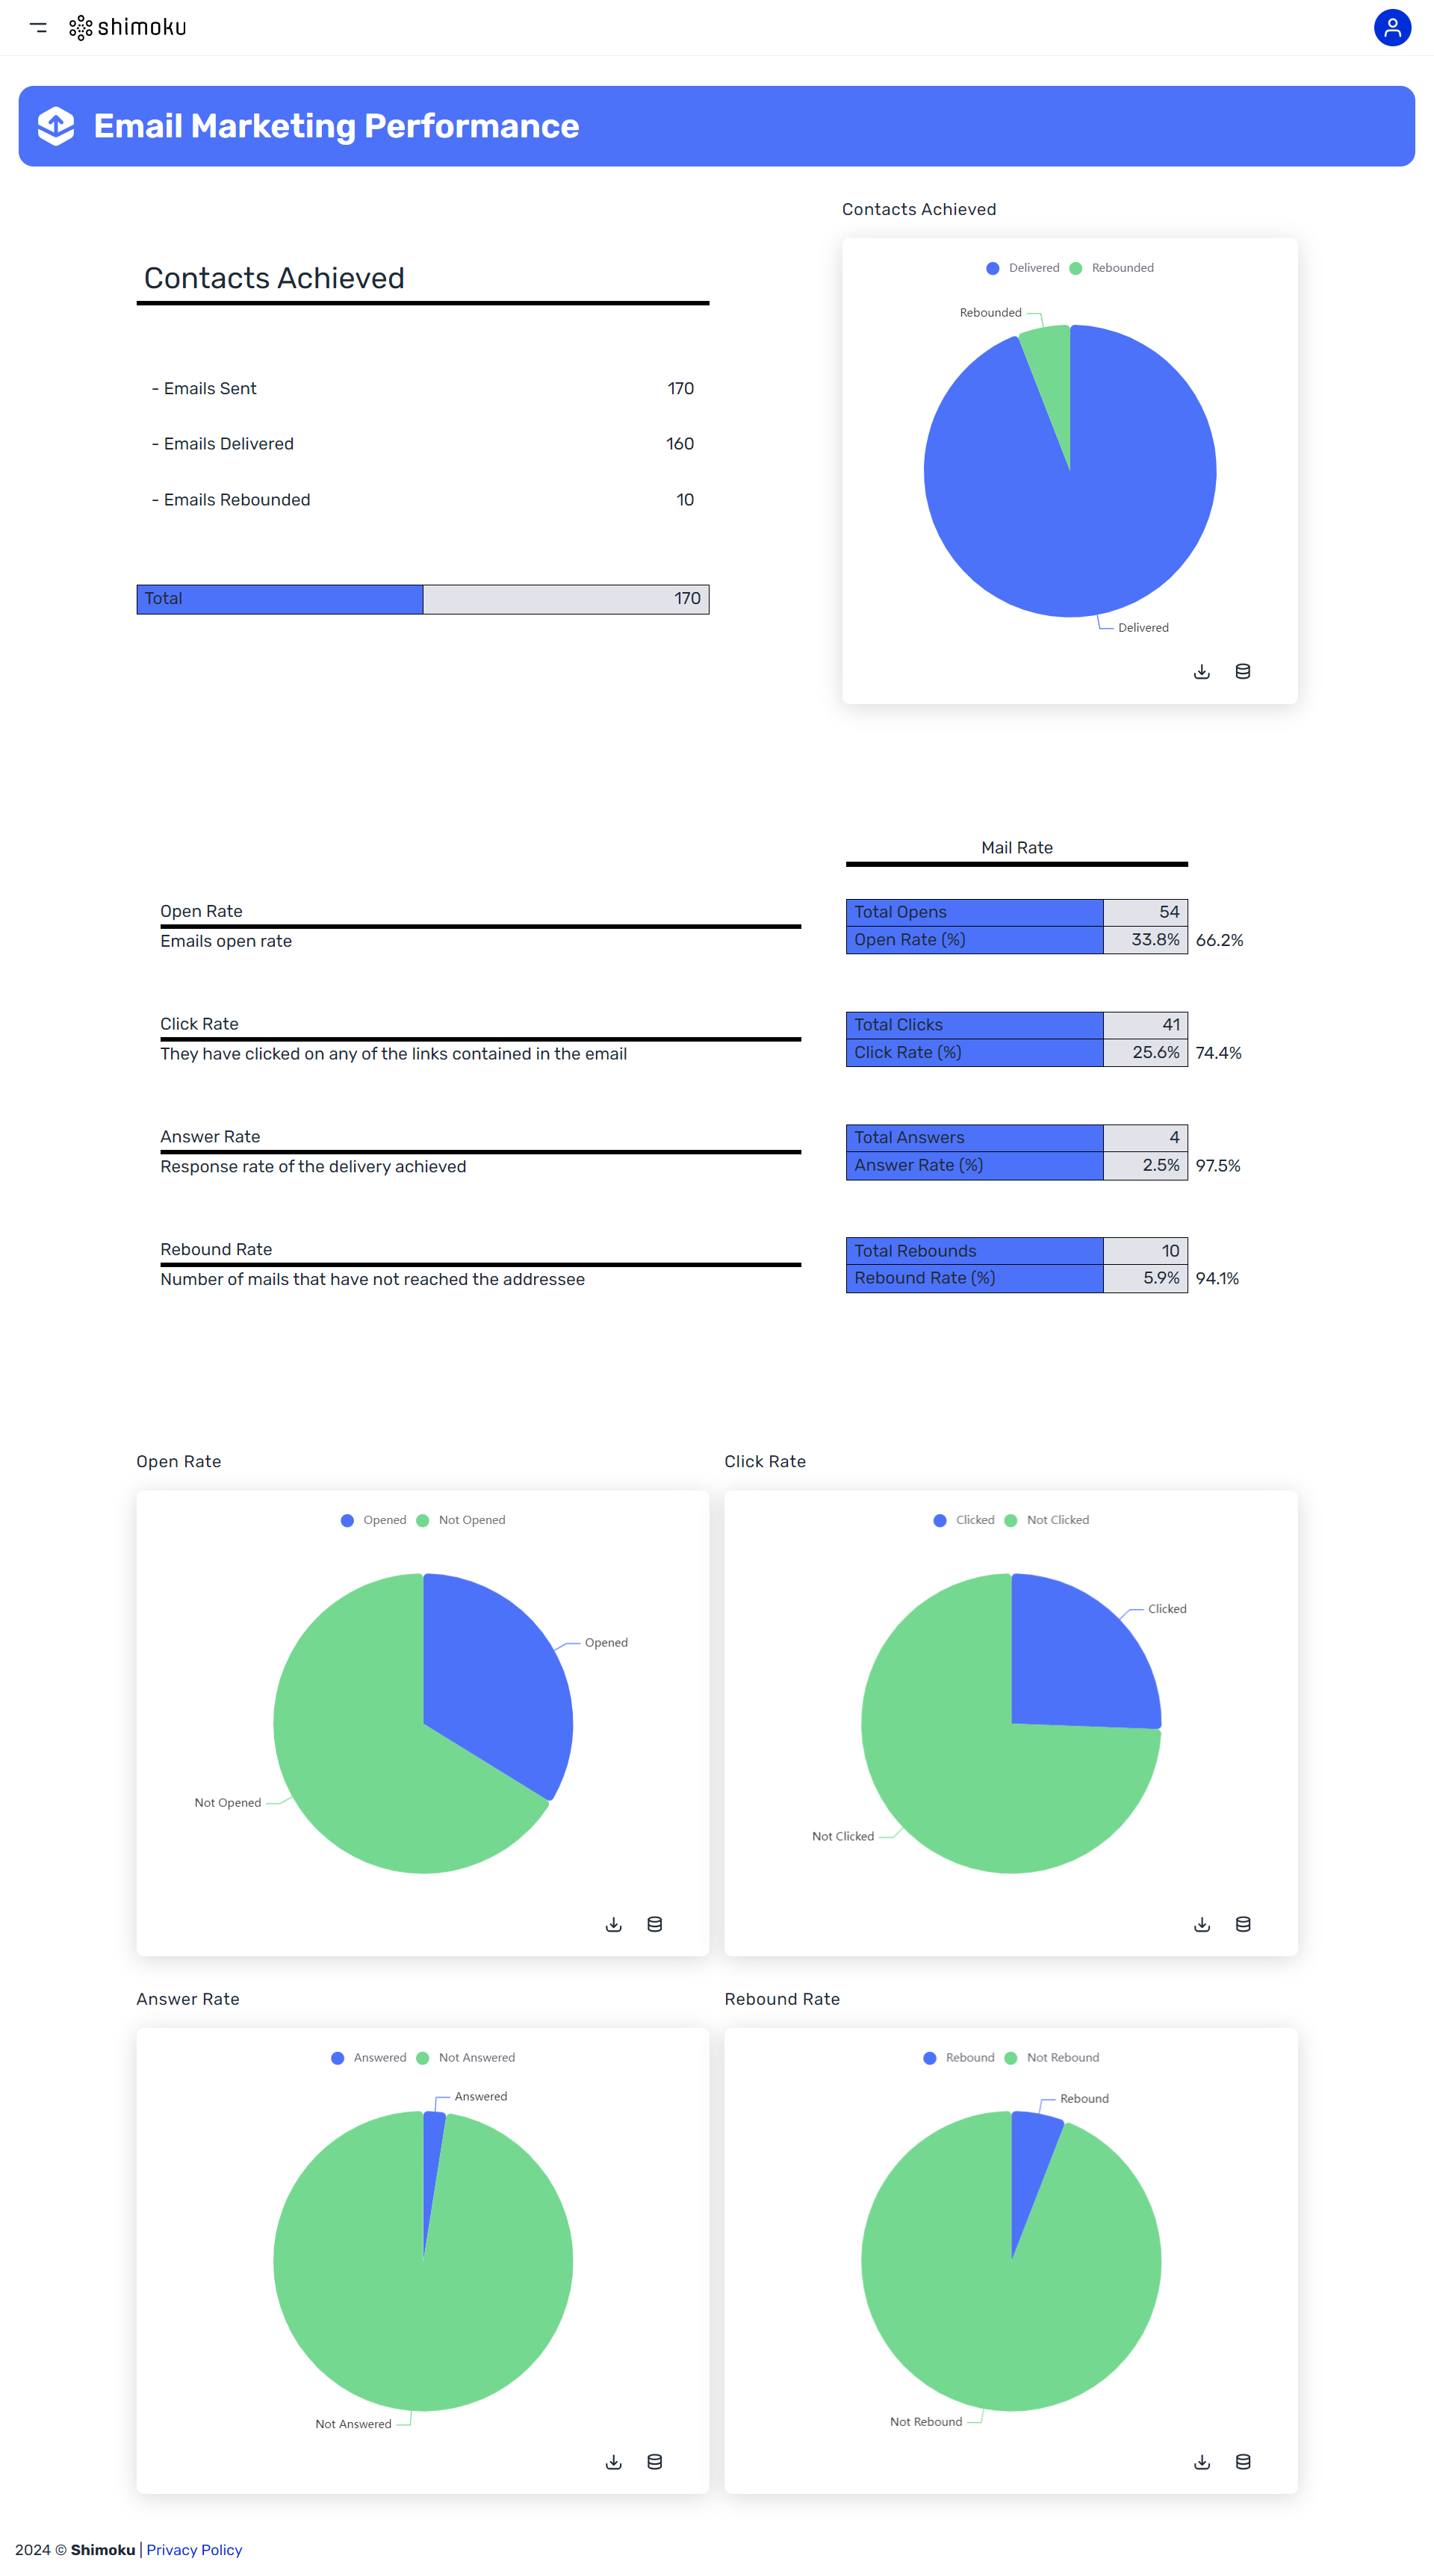 shimoku
Email Marketing Performance
Contacts Achieved
- Emails Sent 170
- Emails Delivered 160
- Emails Rebounded 10
Total 170
Contacts Achieved
Delivered Rebounded
Rebounded
Delivered
Mail Rate
Open Rate
Emails open rate
Total Opens 54
Open Rate (%) 33.8% 66.2%
Click Rate
They have clicked on any of the links contained in the email
Total Clicks 41
Click Rate (%) 25.6% 74.4%
Answer Rate
Response rate of the delivery achieved
Total Answers 4
Answer Rate (%) 2.5% 97.5%
Rebound Rate
Number of mails that have not reached the addressee
Total Rebounds 10
Rebound Rate (%) 5.9% 94.1%
Open Rate
Opened Not Opened
Opened
Not Opened
Click Rate
Clicked Not Clicked
Clicked
Not Clicked
Answer Rate
Answered Not Answered
Answered
Not Answered
Rebound Rate
Rebound Not Rebound
Rebound
Not Rebound
2024 © Shimoku | Privacy Policy